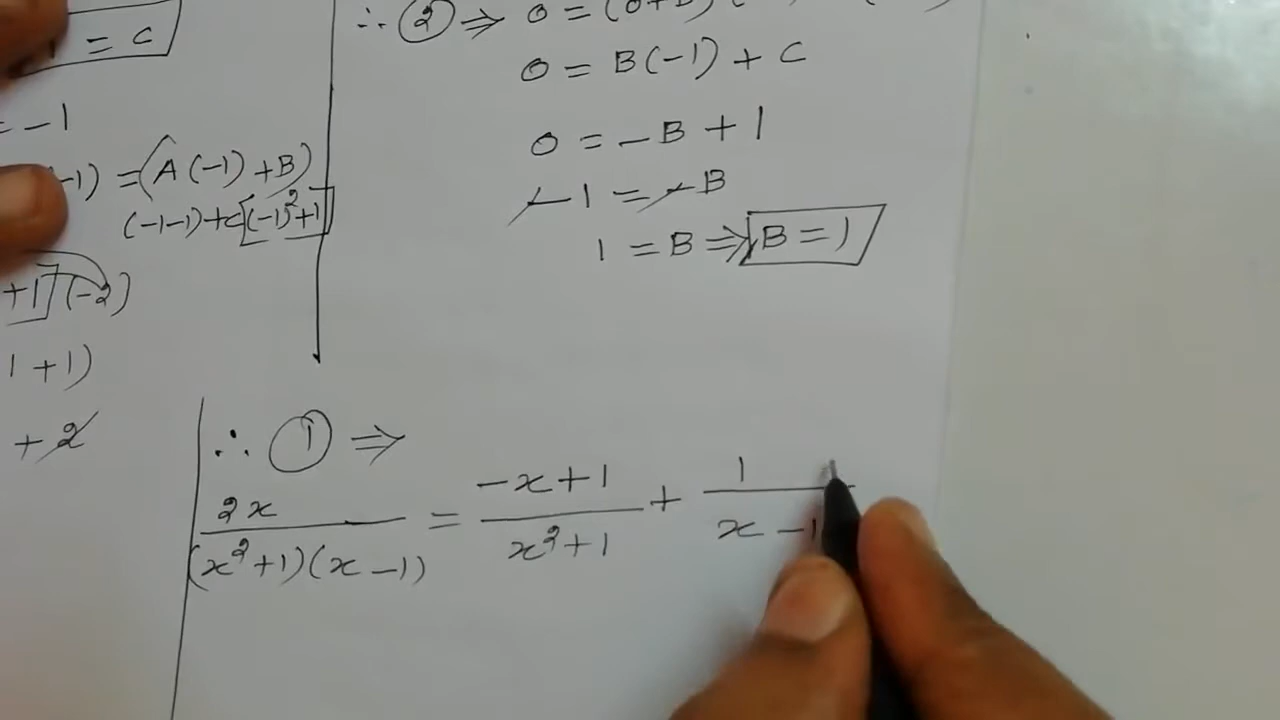 = C
= -1
-1) = (A(-1)+B)
(-1-1)+C[(-1)²+1]
+1](-2)
1+1)
+2
∴ ② ⇒ 0 = (0+B)(
0 = B(-1) + C
0 = -B + 1
-1 = -B
1 = B ⇒ B = 1
∴ ① ⇒
2x/(x²+1)(x-1) = -x+1/x²+1 + 1/x-1